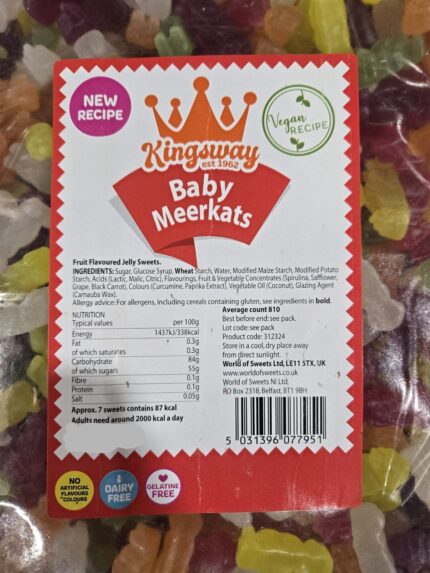 NEW
RECIPE
Kingsway
est 1962
Vegan
RECIPE
Baby
Meerkats
Fruit Flavoured Jelly Sweets.
INGREDIENTS: Sugar, Glucose Syrup, Wheat Starch, Water, Modified Maize Starch, Modified Potato
Starch, Acids (Lactic, Malic, Citric), Flavourings, Fruit & Vegetable Concentrates (Spirulina, Safflower,
Grape, Black Carrot), Colours (Curcumine, Paprika Extract), Vegetable Oil (Coconut), Glazing Agent
(Carnauba Wax).
Allergy advice: For allergens, including cereals containing gluten, see ingredients in bold.
NUTRITION
Typical values per 100g
Energy 1437kJ/338kcal
Fat 0.3g
of which saturates 0.3g
Carbohydrate 84g
of which sugars 55g
Fibre 0.1g
Protein 0.1g
Salt 0.05g
Approx. 7 sweets contains 87 kcal
Adults need around 2000 kcal a day
Average count 810
Best before end: see pack.
Lot code: see pack
Product code: 312324
Store in a cool, dry place away
from direct sunlight.
World of Sweets Ltd, LE11 5TX, UK
www.worldofsweets.co.uk
World of Sweets NI Ltd,
PO Box 2318, Belfast, BT1 9BH
5 031396 077951
NO
ARTIFICIAL
FLAVOURS
COLOURS
DAIRY
FREE
GELATINE
FREE